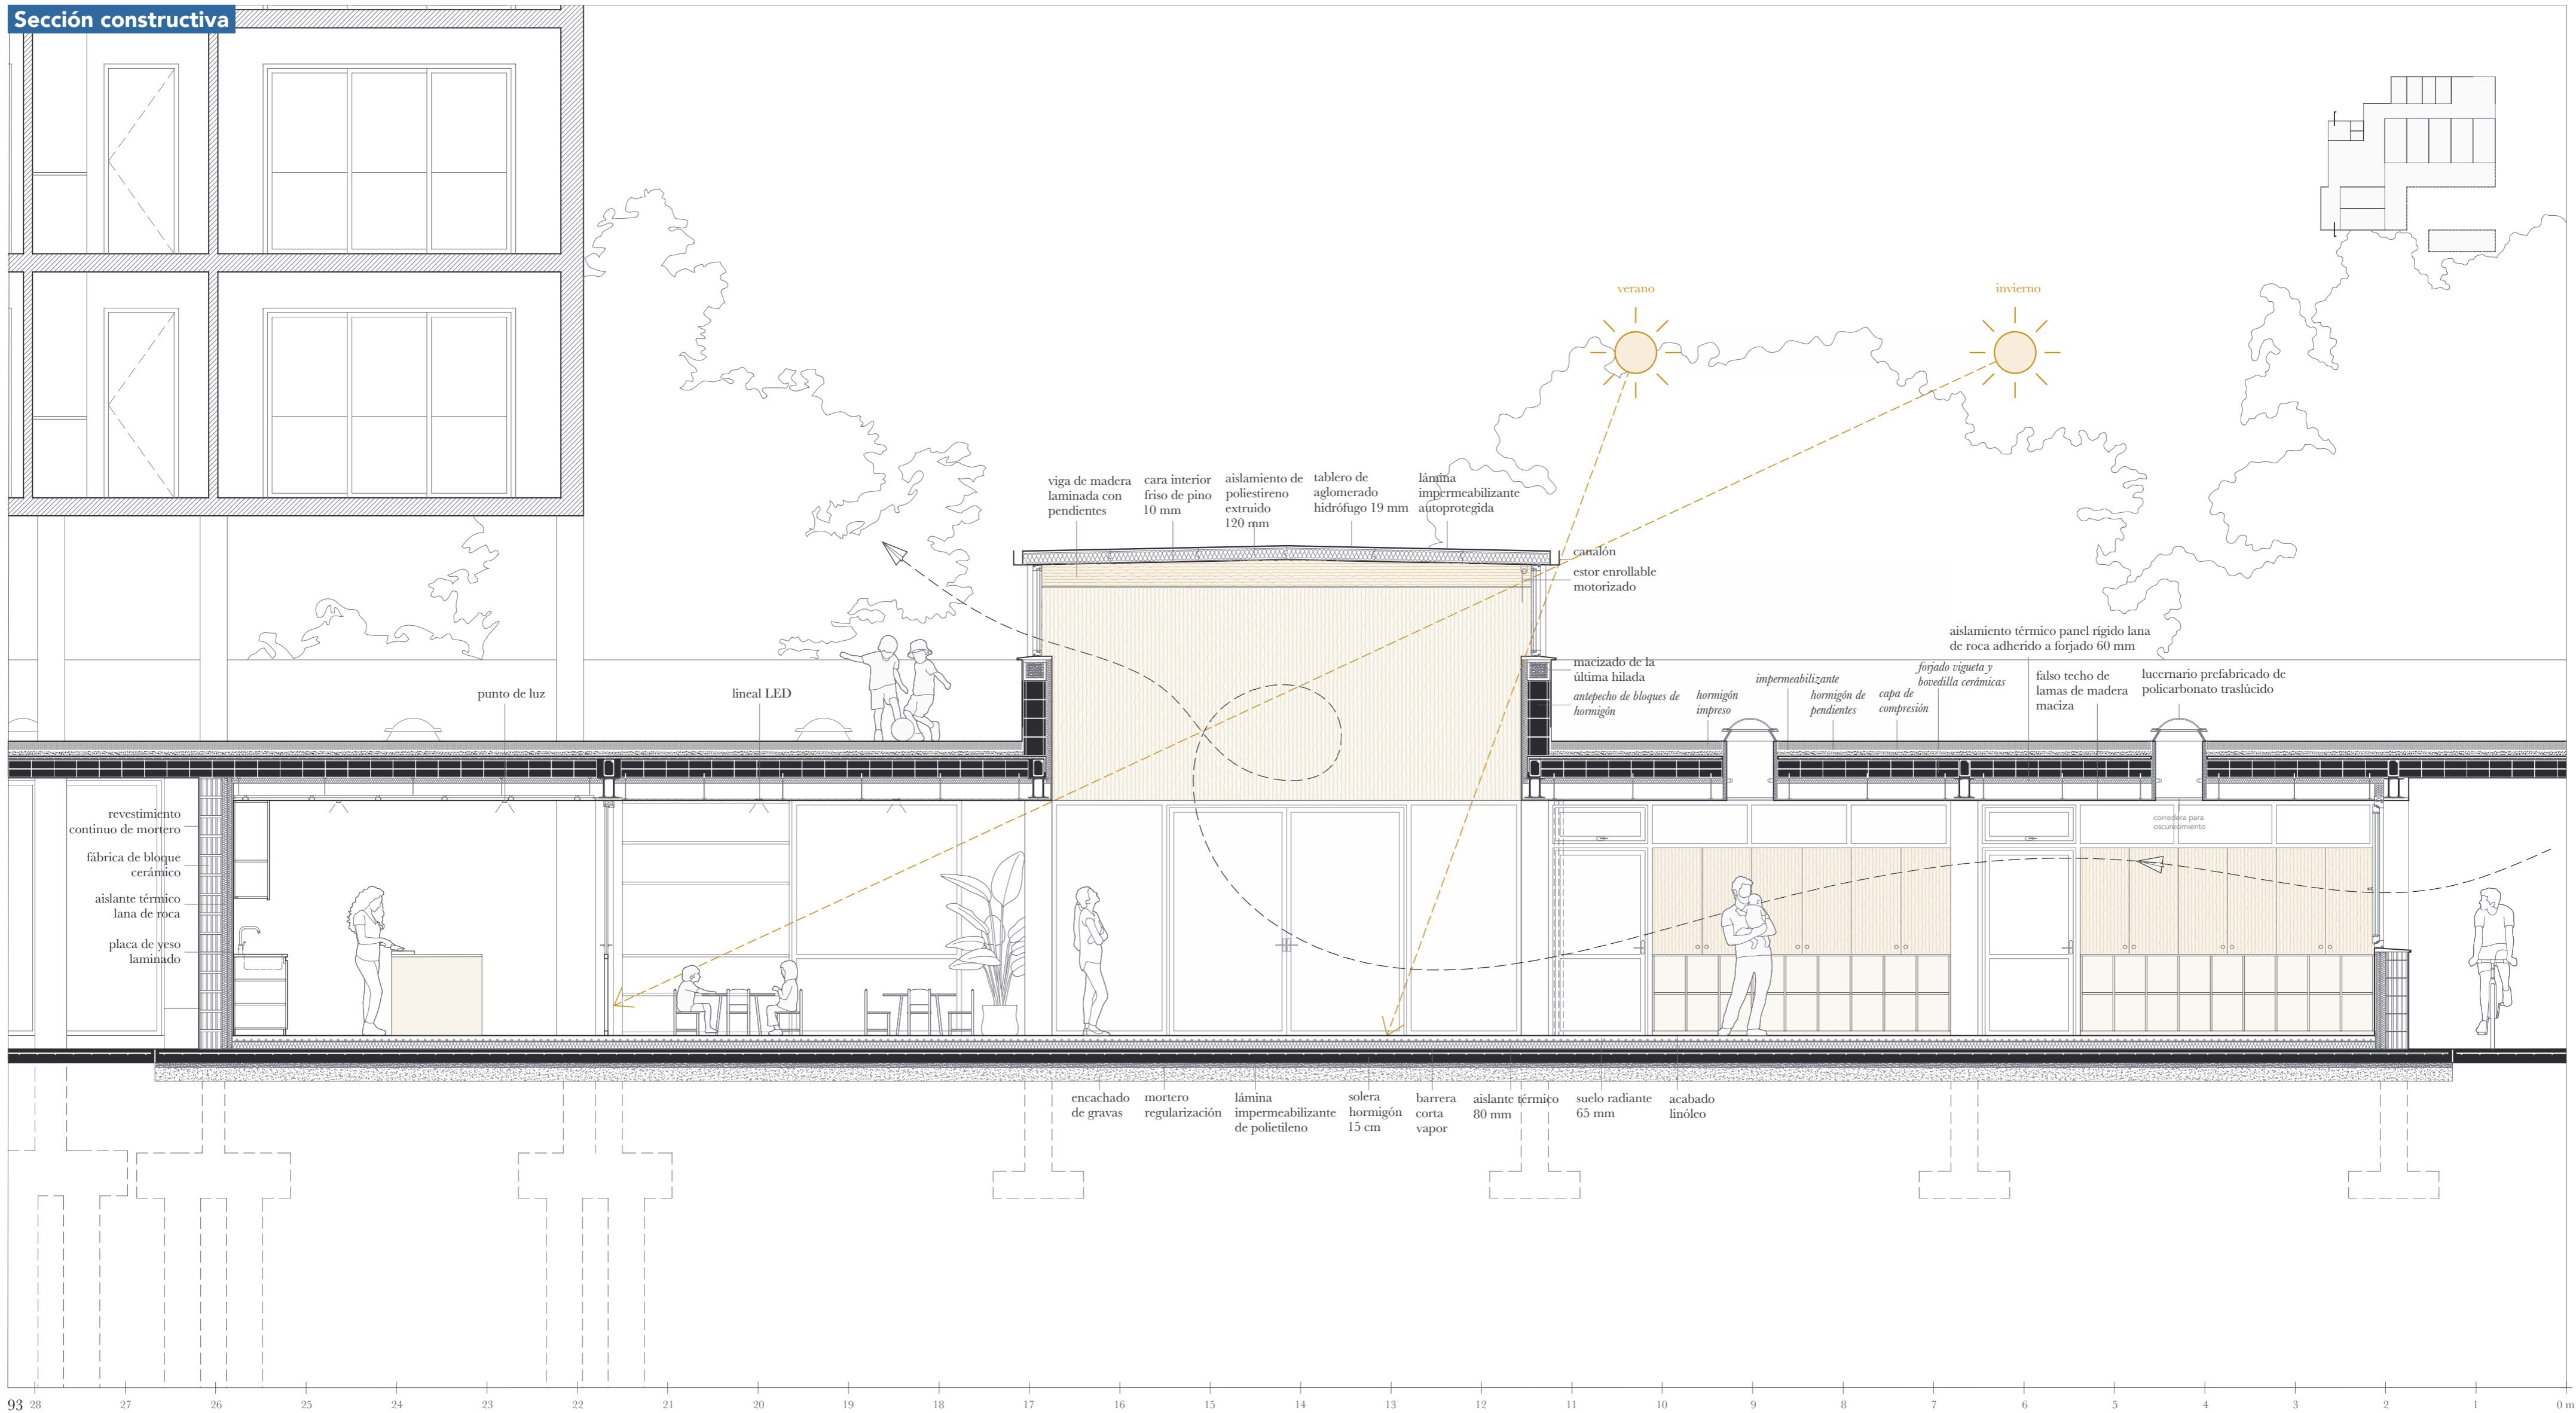 Sección constructiva
verano
invierno
viga de madera
laminada con
pendientes
cara interior
friso de pino
10 mm
aislamiento de
poliestireno
extruido
120 mm
tablero de
aglomerado
hidrófugo 19 mm
lámina
impermeabilizante
autoprotegida
canalón
estor enrollable
motorizado
aislamiento térmico panel rígido lana
de roca adherido a forjado 60 mm
macizado de la
última hilada
antepecho de bloques de
hormigón
hormigón
impreso
impermeabilizante
hormigón de
pendientes
capa de
compresión
forjado vigueta y
bovedilla cerámicas
falso techo de
lamas de madera
maciza
lucernario prefabricado de
policarbonato traslúcido
punto de luz
lineal LED
revestimiento
continuo de mortero
fábrica de bloque
cerámico
aislante térmico
lana de roca
placa de yeso
laminado
corredera para
oscurecimiento
encachado
de gravas
mortero
regularización
lámina
impermeabilizante
de polietileno
solera
hormigón
15 cm
barrera
corta
vapor
aislante térmico
80 mm
suelo radiante
65 mm
acabado
linóleo
93 28 27 26 25 24 23 22 21 20 19 18 17 16 15 14 13 12 11 10 9 8 7 6 5 4 3 2 1 0 m